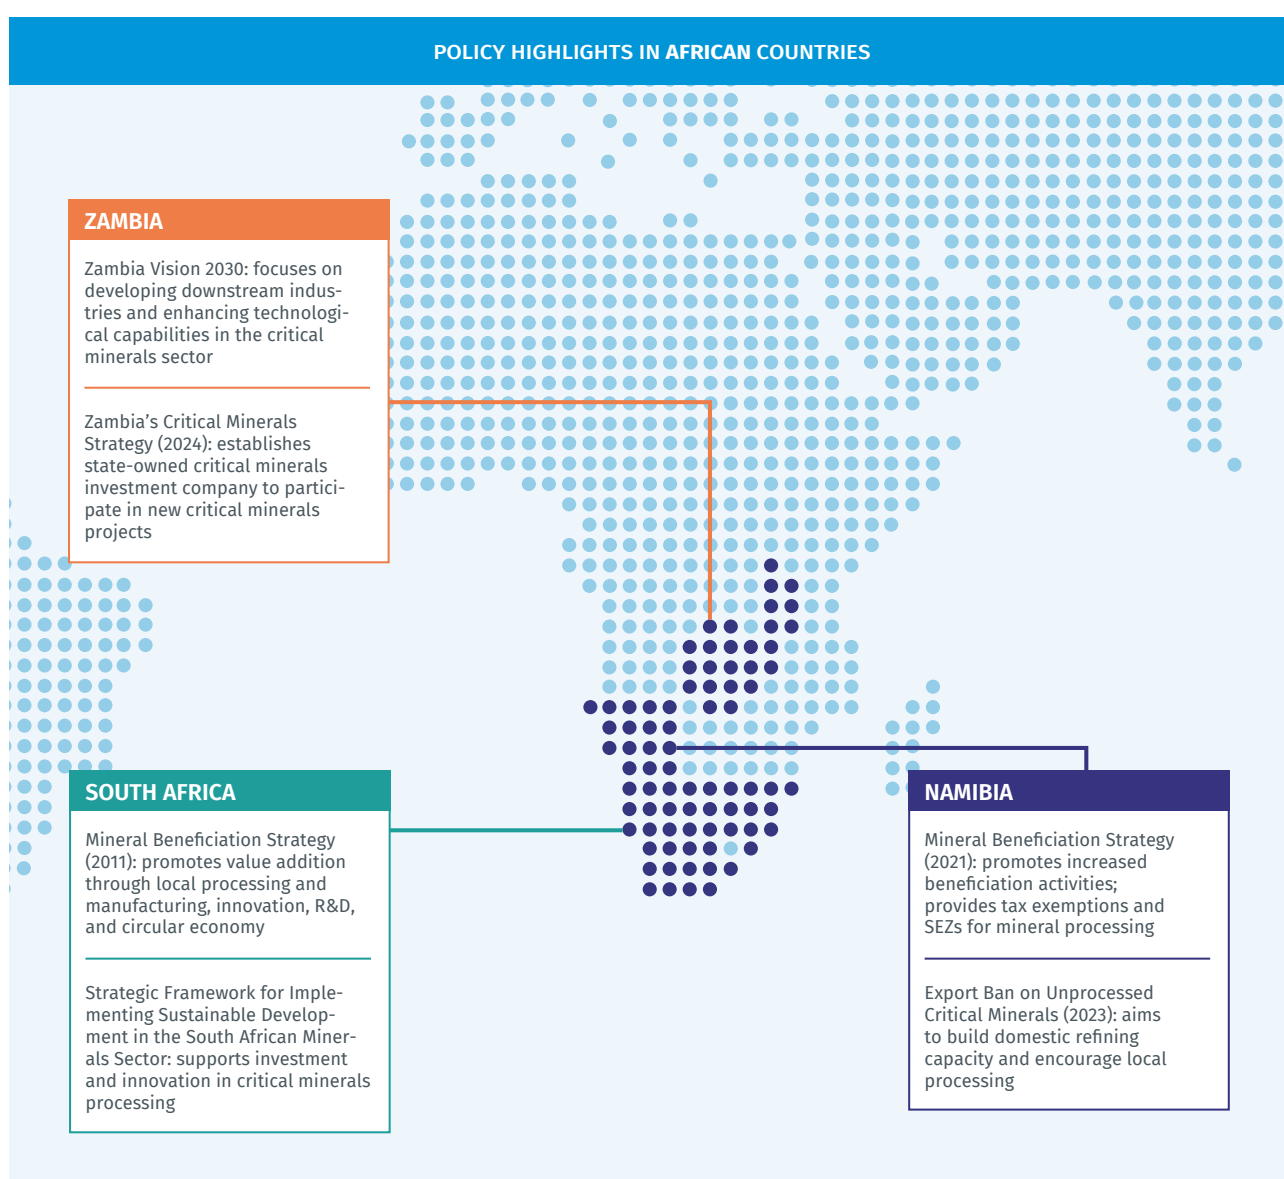 POLICY HIGHLIGHTS IN AFRICAN COUNTRIES
ZAMBIA
Zambia Vision 2030: focuses on
developing downstream indus-
tries and enhancing technologi-
cal capabilities in the critical
minerals sector
Zambia’s Critical Minerals
Strategy (2024): establishes
state-owned critical minerals
investment company to partici-
pate in new critical minerals
projects
SOUTH AFRICA
Mineral Beneficiation Strategy
(2011): promotes value addition
through local processing and
manufacturing, innovation, R&D,
and circular economy
Strategic Framework for Imple-
menting Sustainable Develop-
ment in the South African Miner-
als Sector: supports investment
and innovation in critical minerals
processing
NAMIBIA
Mineral Beneficiation Strategy
(2021): promotes increased
beneficiation activities;
provides tax exemptions and
SEZs for mineral processing
Export Ban on Unprocessed
Critical Minerals (2023): aims
to build domestic refining
capacity and encourage local
processing